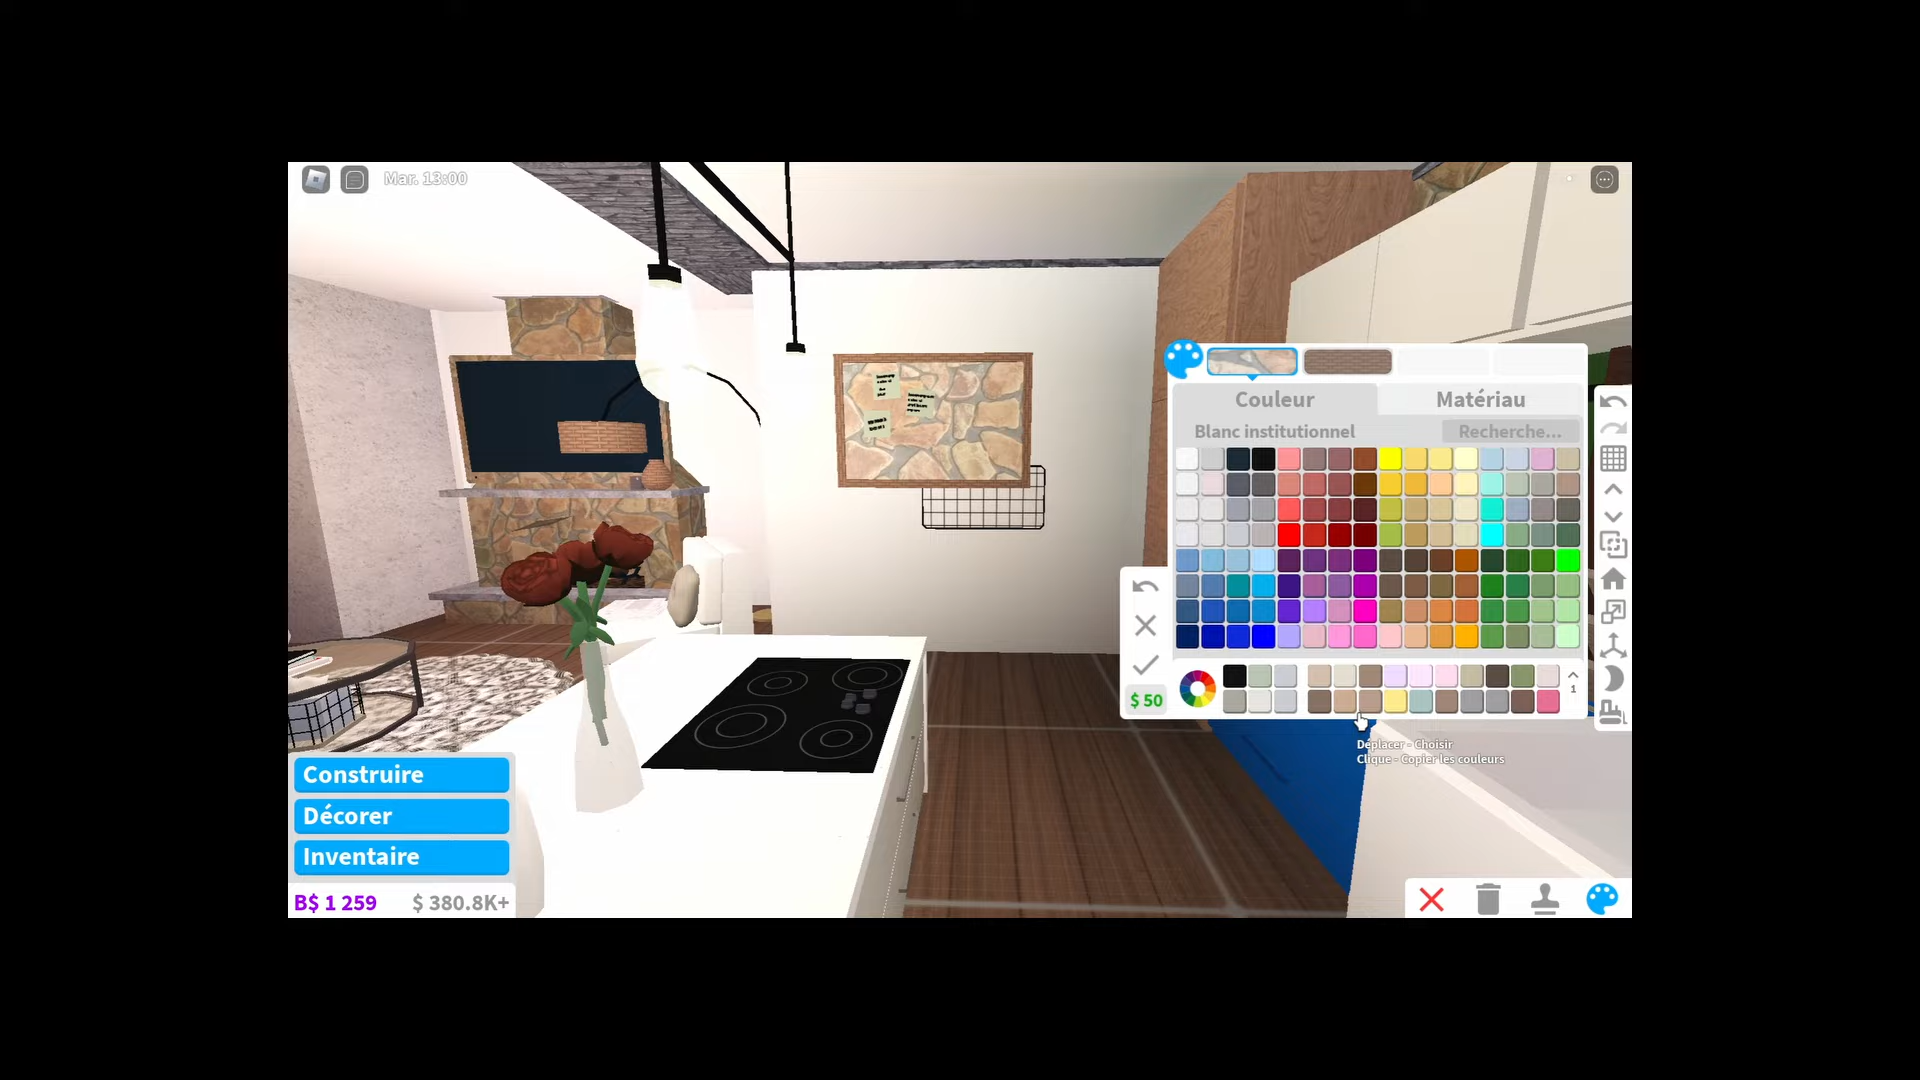 Mar. 13:00
Couleur
Matériau
Blanc institutionnel
Recherche...
1
$ 50
Déplacer - Choisir
Clique - Copier les couleurs
Construire
Décorer
Inventaire
B$ 1 259
$ 380.8K+